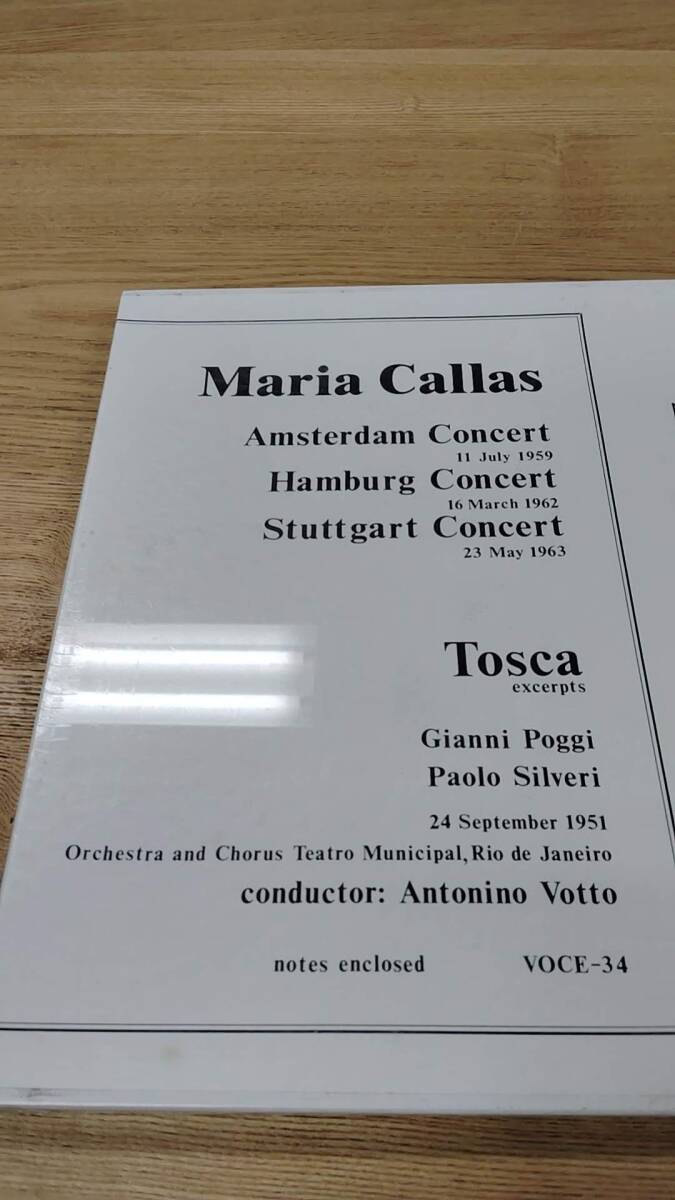 Maria Callas
Amsterdam Concert
11 July 1959
Hamburg Concert
16 March 1962
Stuttgart Concert
23 May 1963
Tosca
excerpts
Gianni Poggi
Paolo Silveri
24 September 1951
Orchestra and Chorus Teatro Municipal, Rio de Janeiro
conductor: Antonino Votto
notes enclosed VOCE-34